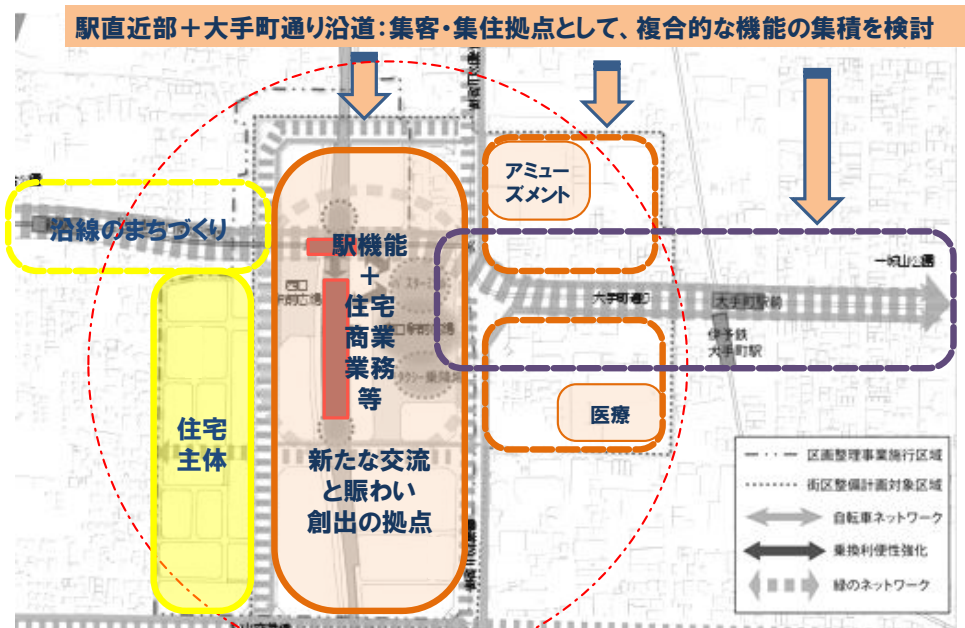 駅直近部＋大手町通り沿道：集客・集住拠点として、複合的な機能の集積を検討
アミューズメント
沿線のまちづくり
駅機能
＋
住宅
商業
業務
等
大手町通り
大手町駅前
伊予鉄
大手町駅
住宅
主体
医療
新たな交流
と賑わい
創出の拠点
区画整理事業施行区域
街区整備計画対象区域
自転車ネットワーク
乗換利便性強化
緑のネットワーク